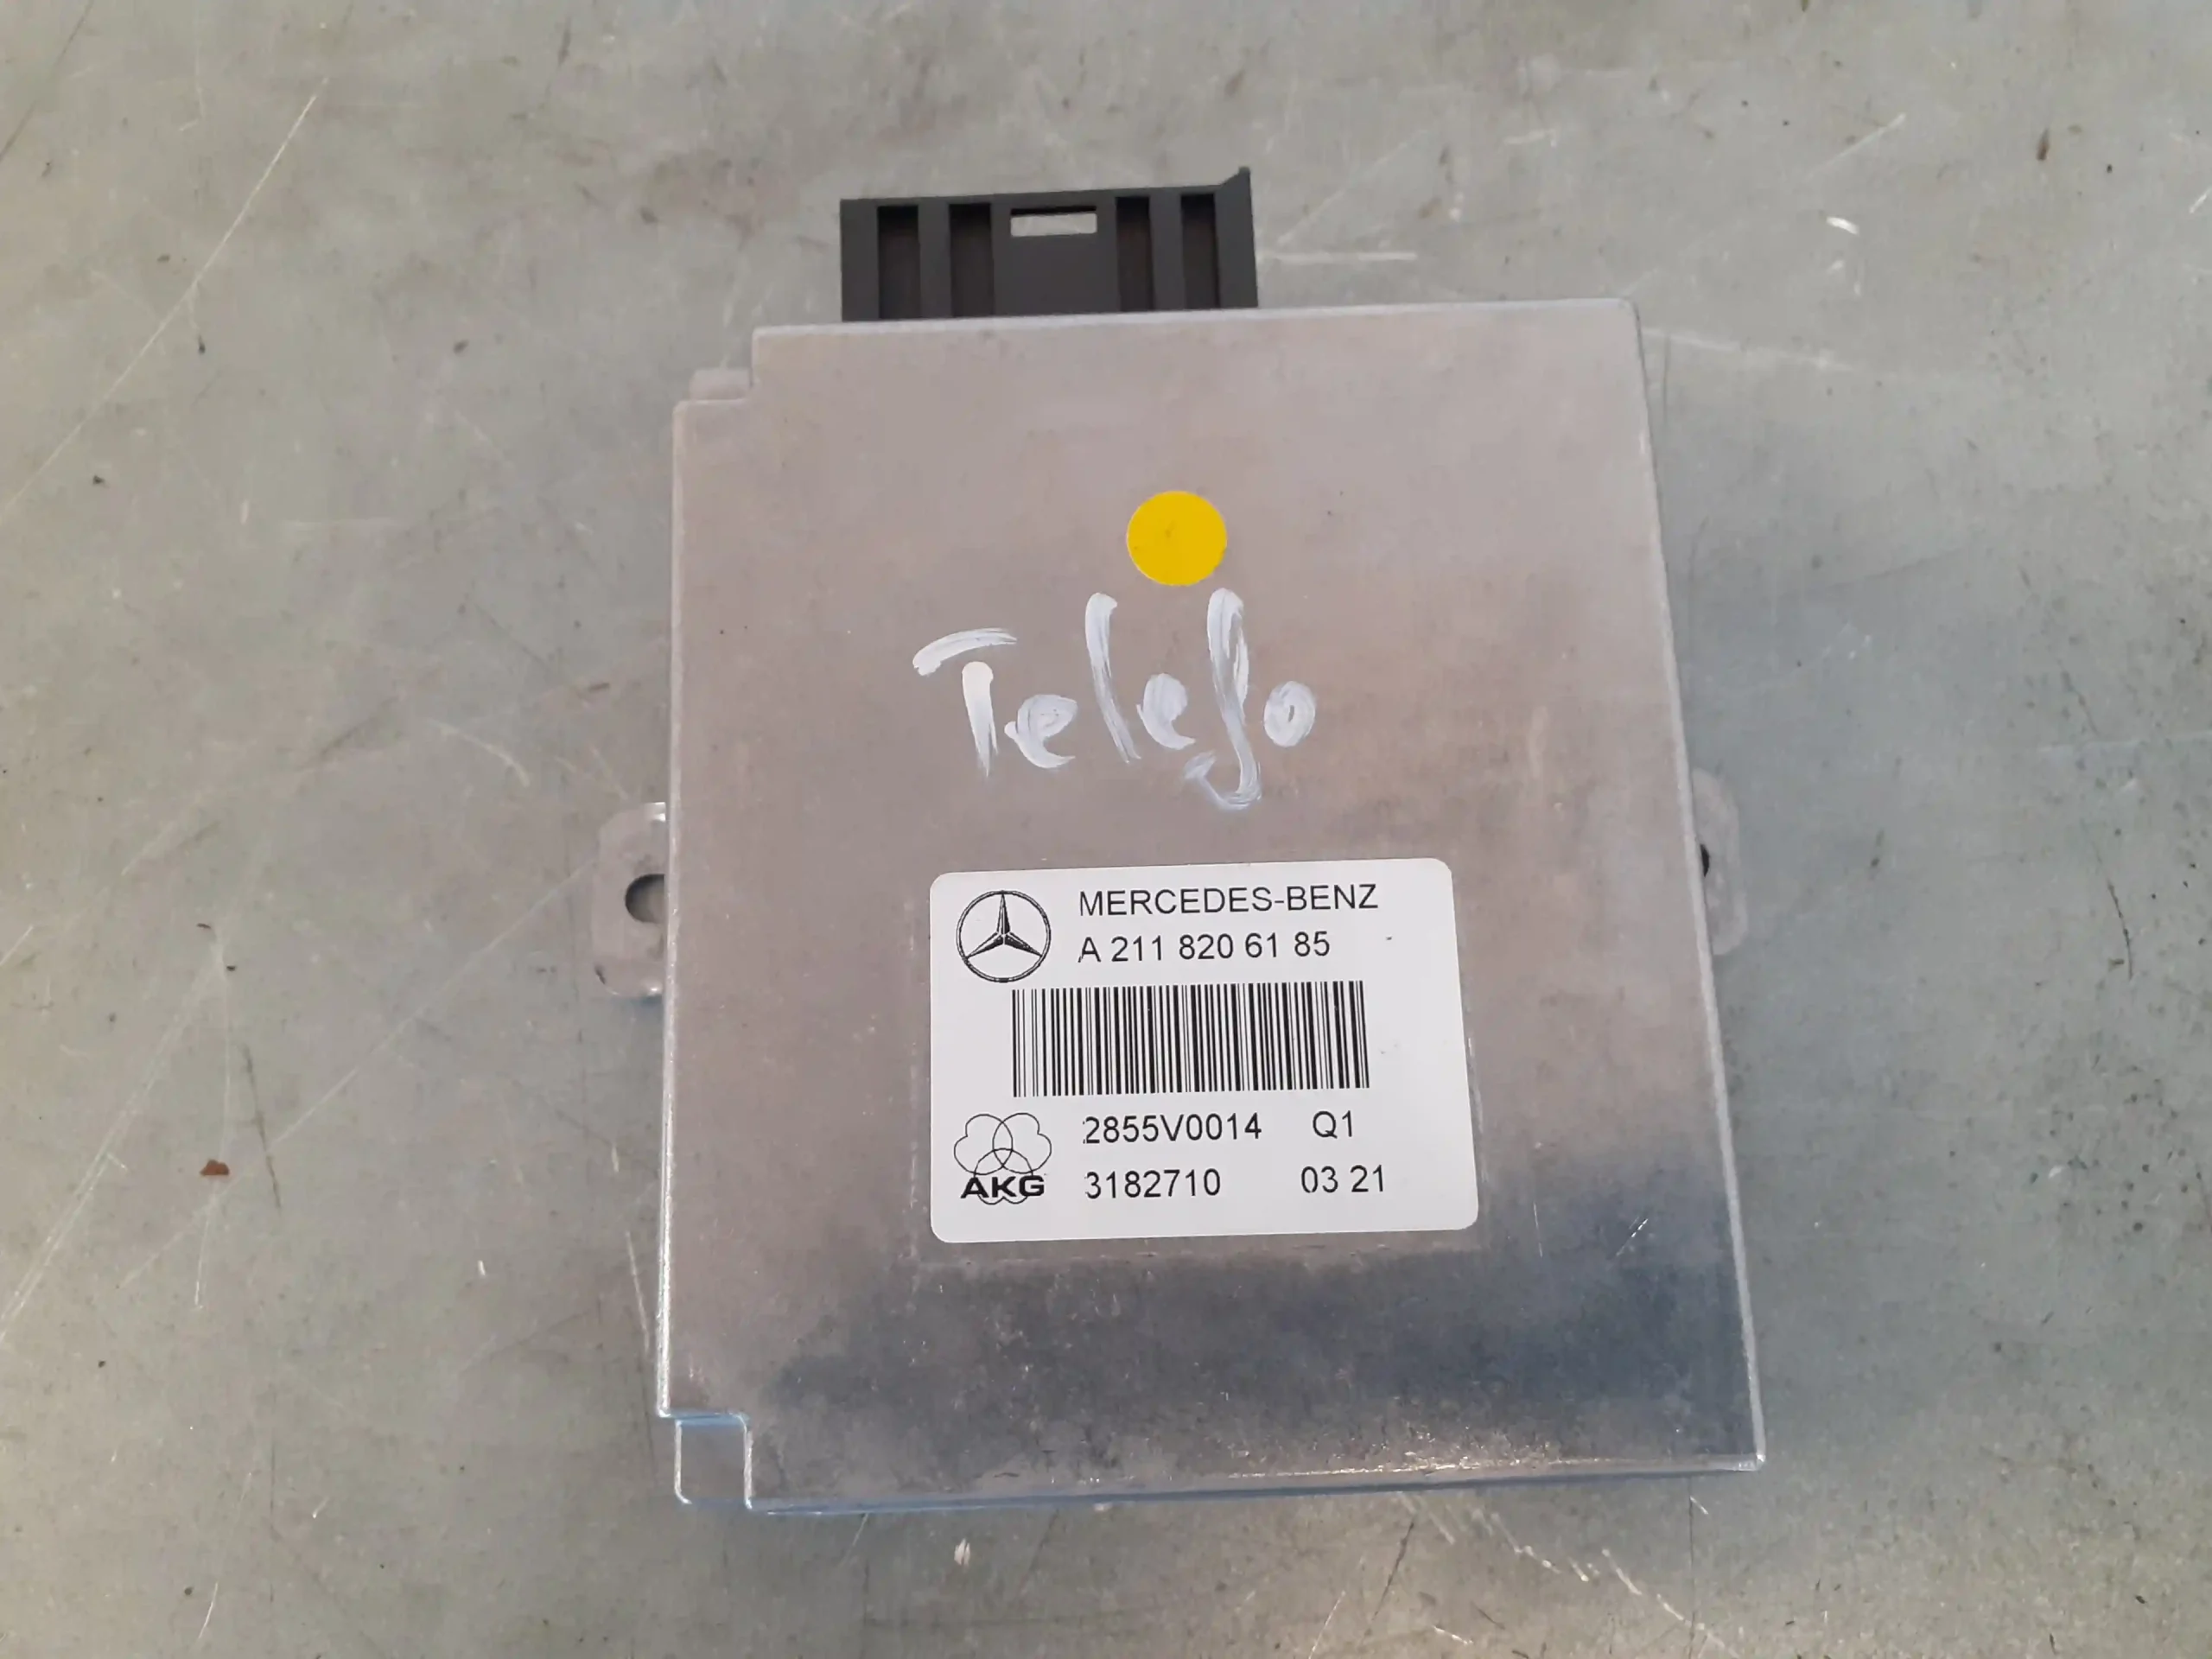 Telefo
MERCEDES-BENZ
A 211 820 61 85
2855V0014 Q1
AKG 3182710 03 21